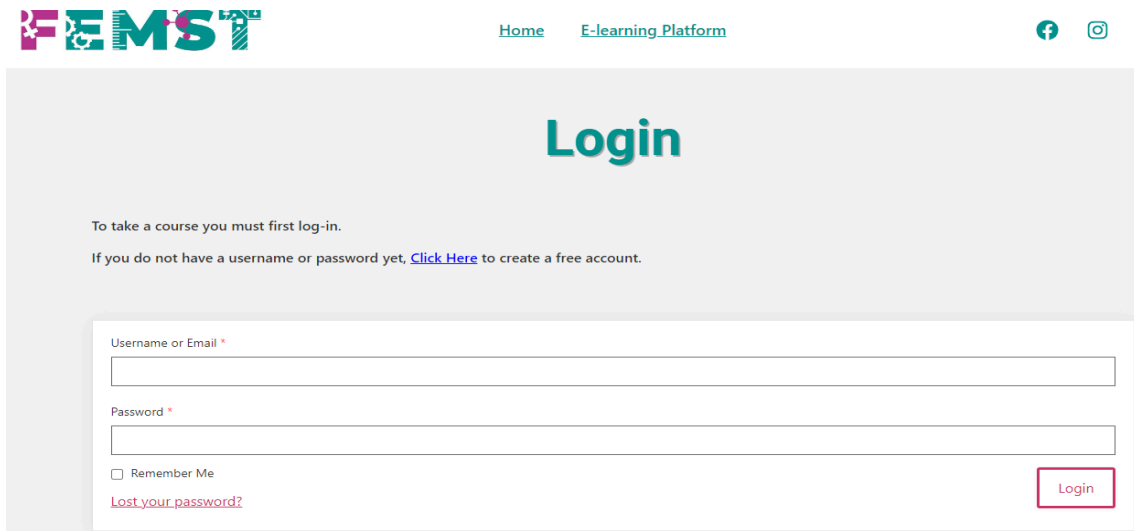 FEMST
Home E-learning Platform
Login
To take a course you must first log-in.
If you do not have a username or password yet, Click Here to create a free account.
Username or Email *
Password *
Remember Me
Login
Lost your password?